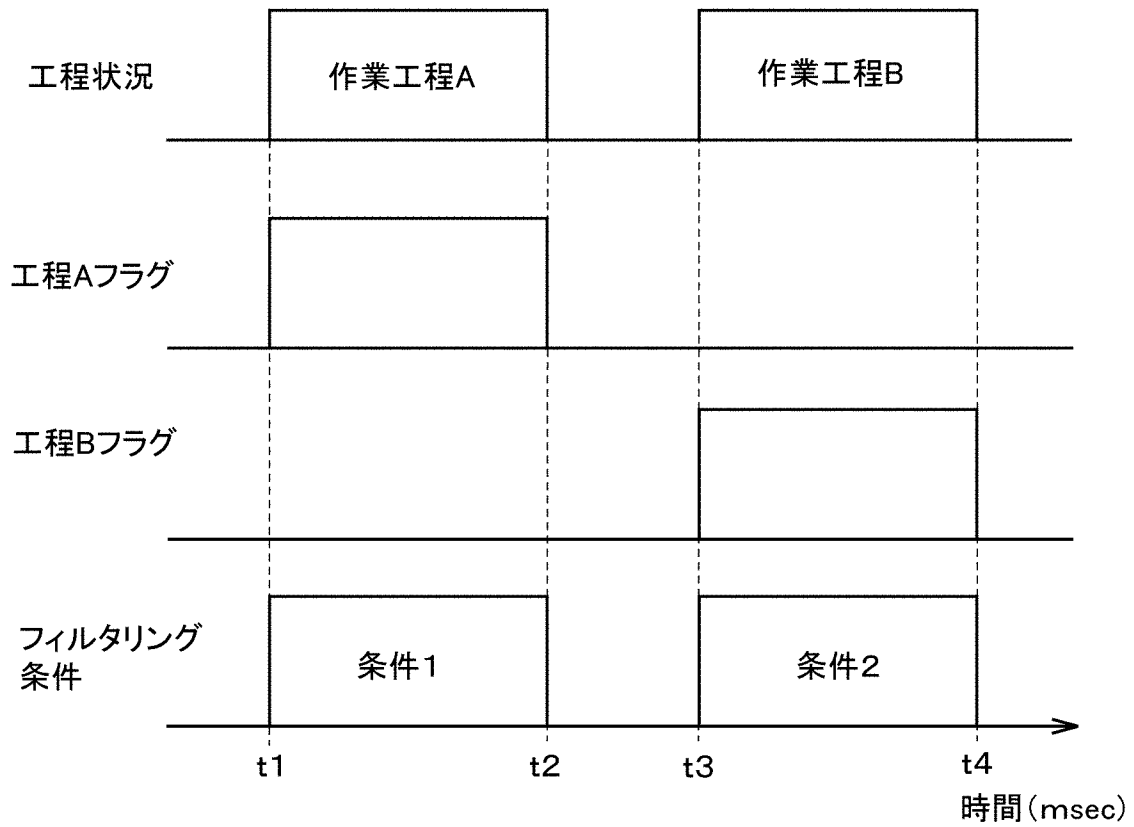 工程状況
作業工程A
作業工程B
工程Aフラグ
工程Bフラグ
フィルタリング
条件
条件1
条件2
t1
t2
t3
t4
時間(msec)